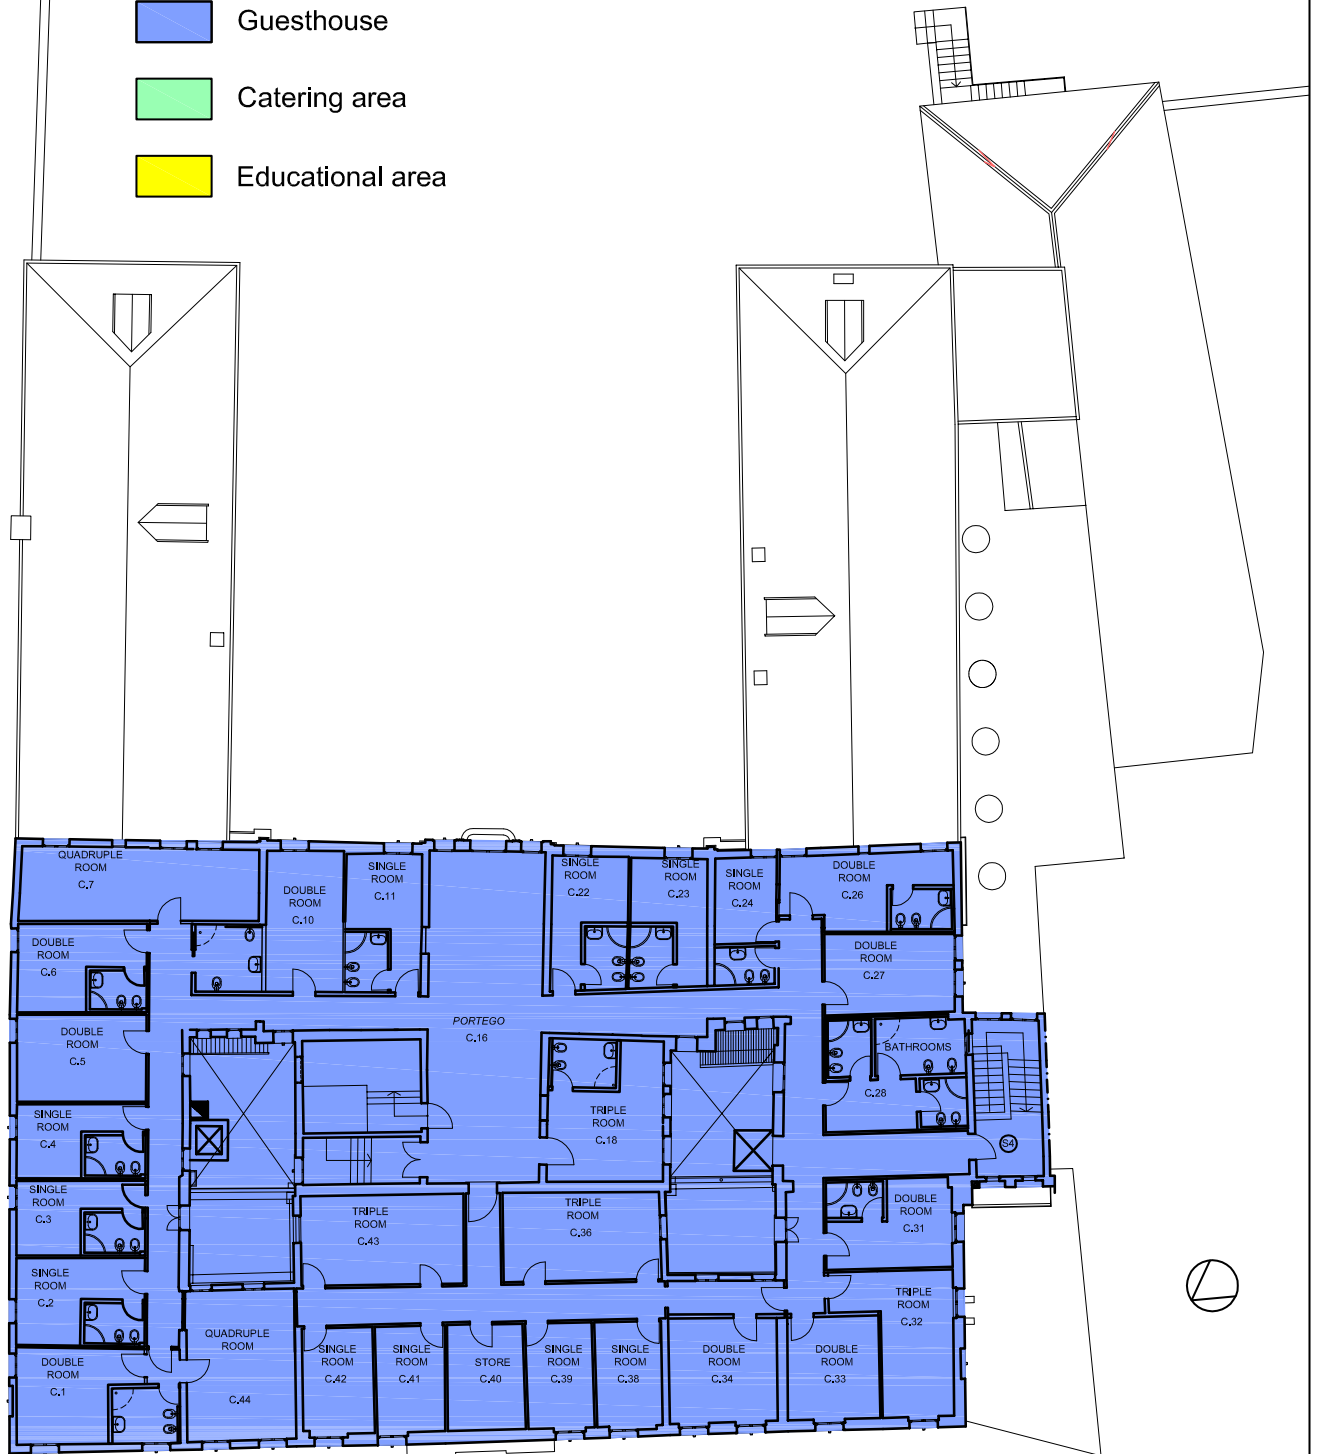 Guesthouse
Catering area
Educational area
QUADRUPLE
ROOM
C.7
DOUBLE
ROOM
C.10
SINGLE
ROOM
C.11
SINGLE
ROOM
C.22
SINGLE
ROOM
C.23
SINGLE
ROOM
C.24
DOUBLE
ROOM
C.26
DOUBLE
ROOM
C.6
DOUBLE
ROOM
C.27
DOUBLE
ROOM
C.5
PORTEGO
C.16
BATHROOMS
C.28
SINGLE
ROOM
C.4
TRIPLE
ROOM
C.18
S4
SINGLE
ROOM
C.3
TRIPLE
ROOM
C.43
TRIPLE
ROOM
C.36
DOUBLE
ROOM
C.31
SINGLE
ROOM
C.2
TRIPLE
ROOM
C.32
DOUBLE
ROOM
C.1
QUADRUPLE
ROOM
C.44
SINGLE
ROOM
C.42
SINGLE
ROOM
C.41
STORE
C.40
SINGLE
ROOM
C.39
SINGLE
ROOM
C.38
DOUBLE
ROOM
C.34
DOUBLE
ROOM
C.33